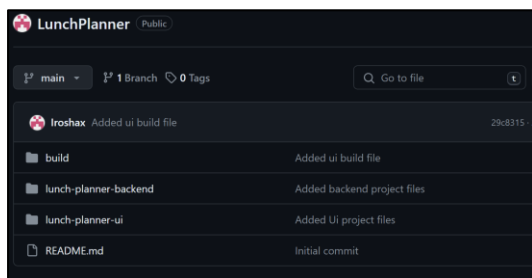 LunchPlanner Public
main 1 Branch 0 Tags Go to file t
Iroshax Added ui build file 29c8315 ·
build Added ui build file
lunch-planner-backend Added backend project files
lunch-planner-ui Added Ui project files
README.md Initial commit